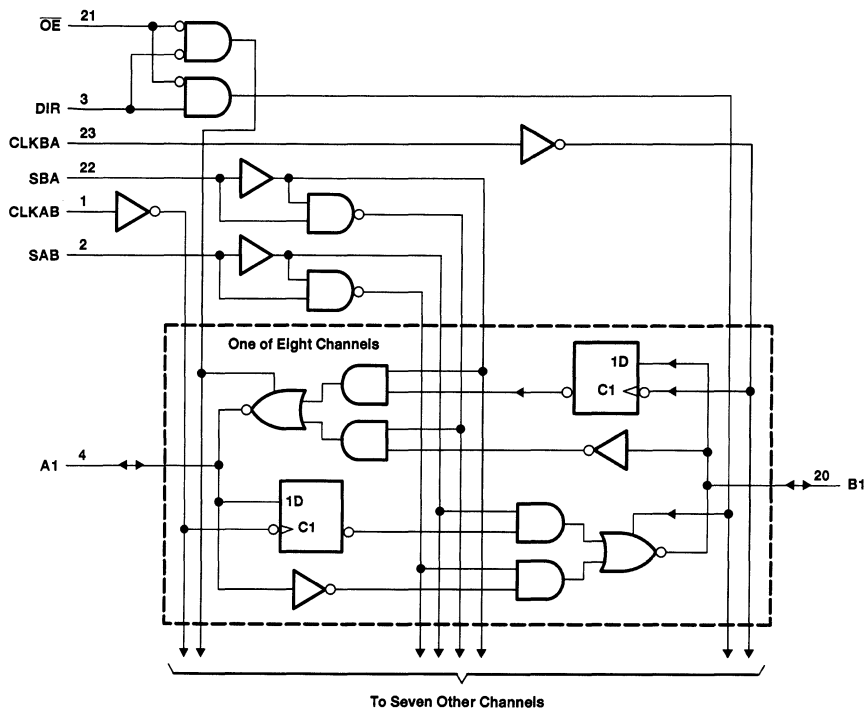 OE 21
DIR 3
CLKBA 23
SBA 22
CLKAB 1
SAB 2
One of Eight Channels
1D
C1
A1 4
20 B1
1D
C1
To Seven Other Channels